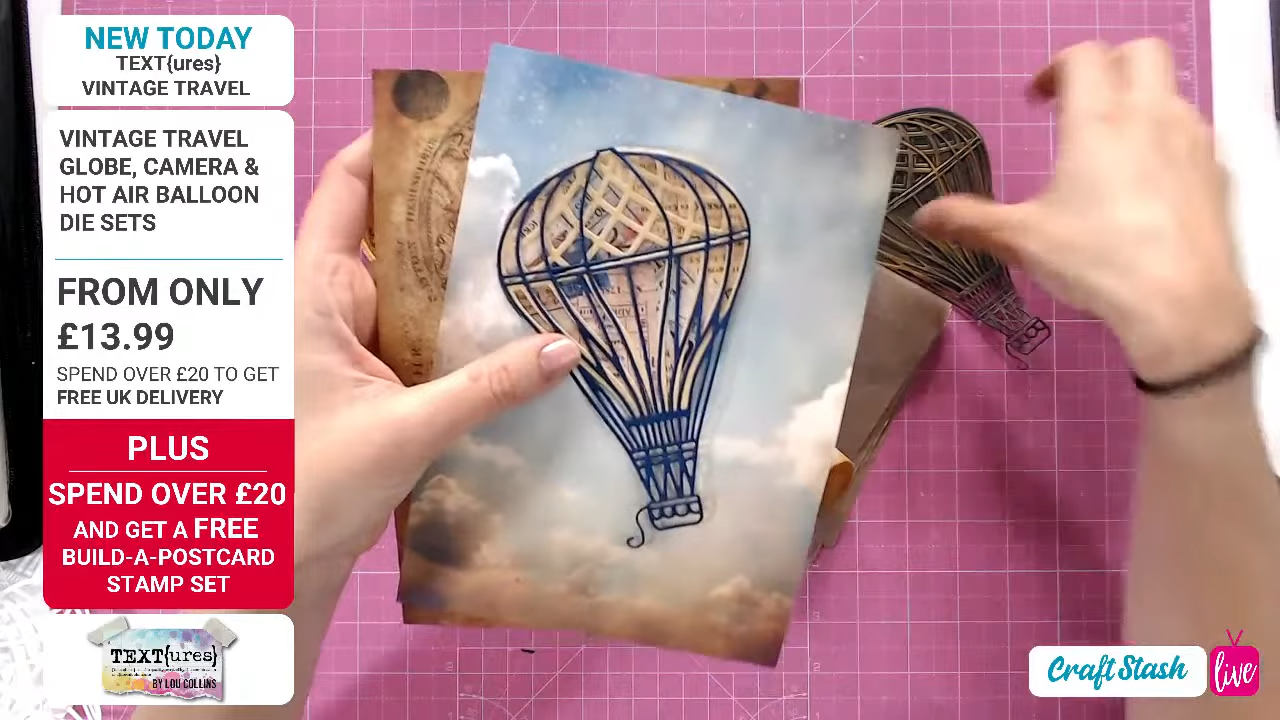 NEW TODAY
TEXT{ures}
VINTAGE TRAVEL
VINTAGE TRAVEL
GLOBE, CAMERA &
HOT AIR BALLOON
DIE SETS
FROM ONLY
£13.99
SPEND OVER £20 TO GET
FREE UK DELIVERY
PLUS
SPEND OVER £20
AND GET A FREE
BUILD-A-POSTCARD
STAMP SET
TEXT{ures}
BY LOU COLLINS
CraftStash
live